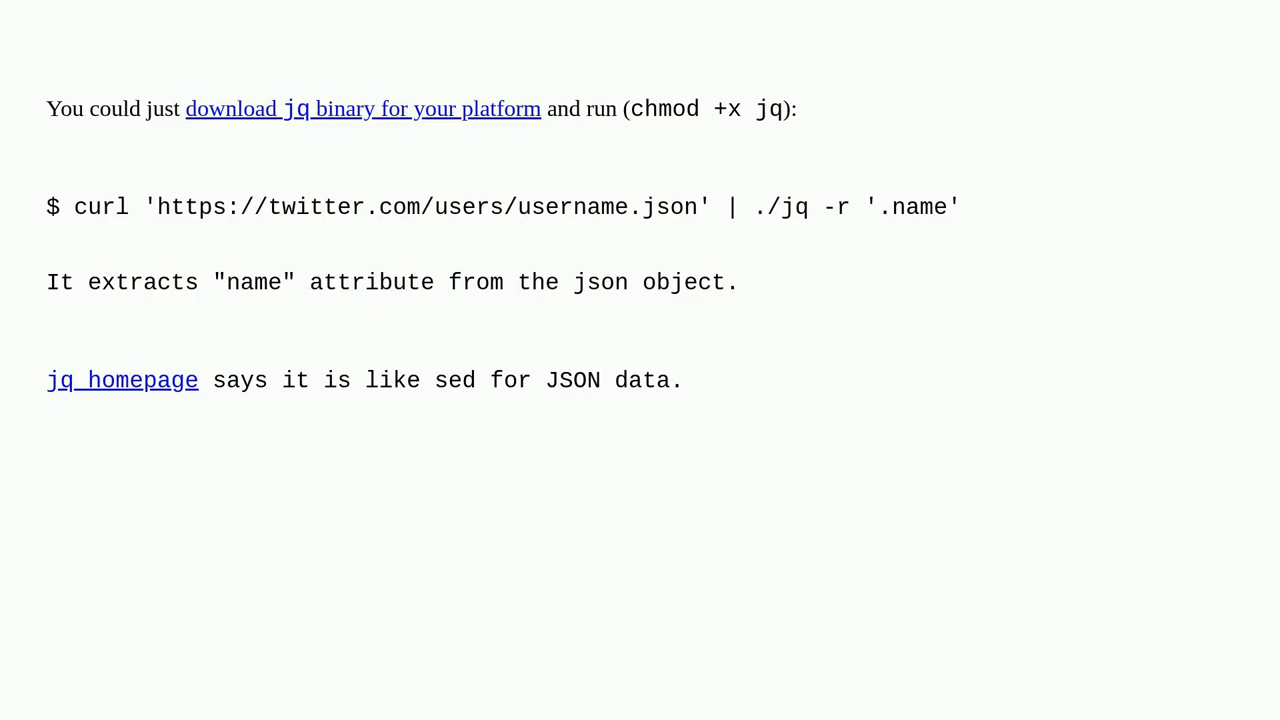 You could just download jq binary for your platform and run (chmod +x jq):
$ curl 'https://twitter.com/users/username.json' | ./jq -r '.name'
It extracts "name" attribute from the json object.
jq homepage says it is like sed for JSON data.